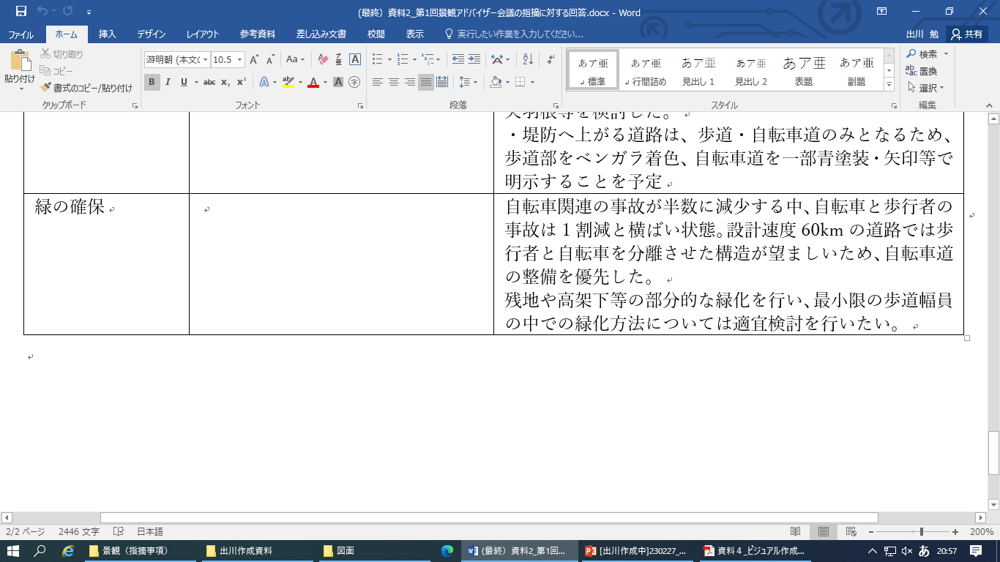 (最終）資料2_第1回景観アドバイザー会議の指摘に対する回答.docx - Word
ファイル ホーム 挿入 デザイン レイアウト 参考資料 差し込み文書 校閲 表示 実行したい作業を入力してください... 出川 勉 共有
貼り付け
切り取り
コピー
書式のコピー/貼り付け
游明朝 (本文の 10.5
あア亜 標準
あア亜 行間詰め
あア亜 見出し 1
あア亜 見出し 2
あア亜 表題
あア亜 副題
検索
置換
選択
クリップボード フォント 段落 スタイル 編集
矢羽根等を検討した。
・堤防へ上がる道路は、歩道・自転車道のみとなるため、
歩道部をベンガラ着色、自転車道を一部青塗装・矢印等で
明示することを予定
緑の確保
自転車関連の事故が半数に減少する中、自転車と歩行者の
事故は１割減と横ばい状態。設計速度 60km の道路では歩
行者と自転車を分離させた構造が望ましいため、自転車道
の整備を優先した。
残地や高架下等の部分的な緑化を行い、最小限の歩道幅員
の中での緑化方法については適宜検討を行いたい。
2/2 ページ 2446 文字 日本語 200%
景観（指摘事項） 出川作成資料 図面 (最終）資料2_第1回... [出川作成中]230227_... 資料４_ビジュアル作成... あ 20:57